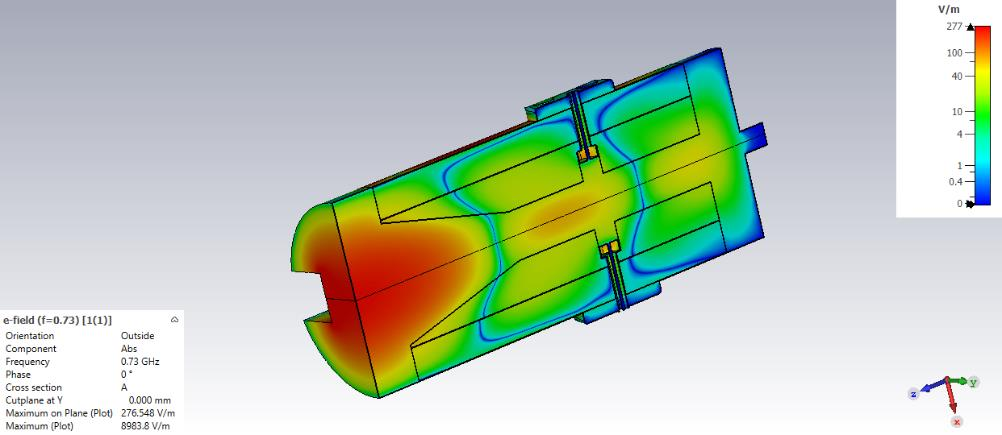 V/m
277
100
40
10
4
1
0.4
0
e-field (f=0.73) [1(1)]
Orientation Outside
Component Abs
Frequency 0.73 GHz
Phase 0 °
Cross section A
Cutplane at Y 0.000 mm
Maximum on Plane (Plot) 276.548 V/m
Maximum (Plot) 8983.8 V/m
z
y
x